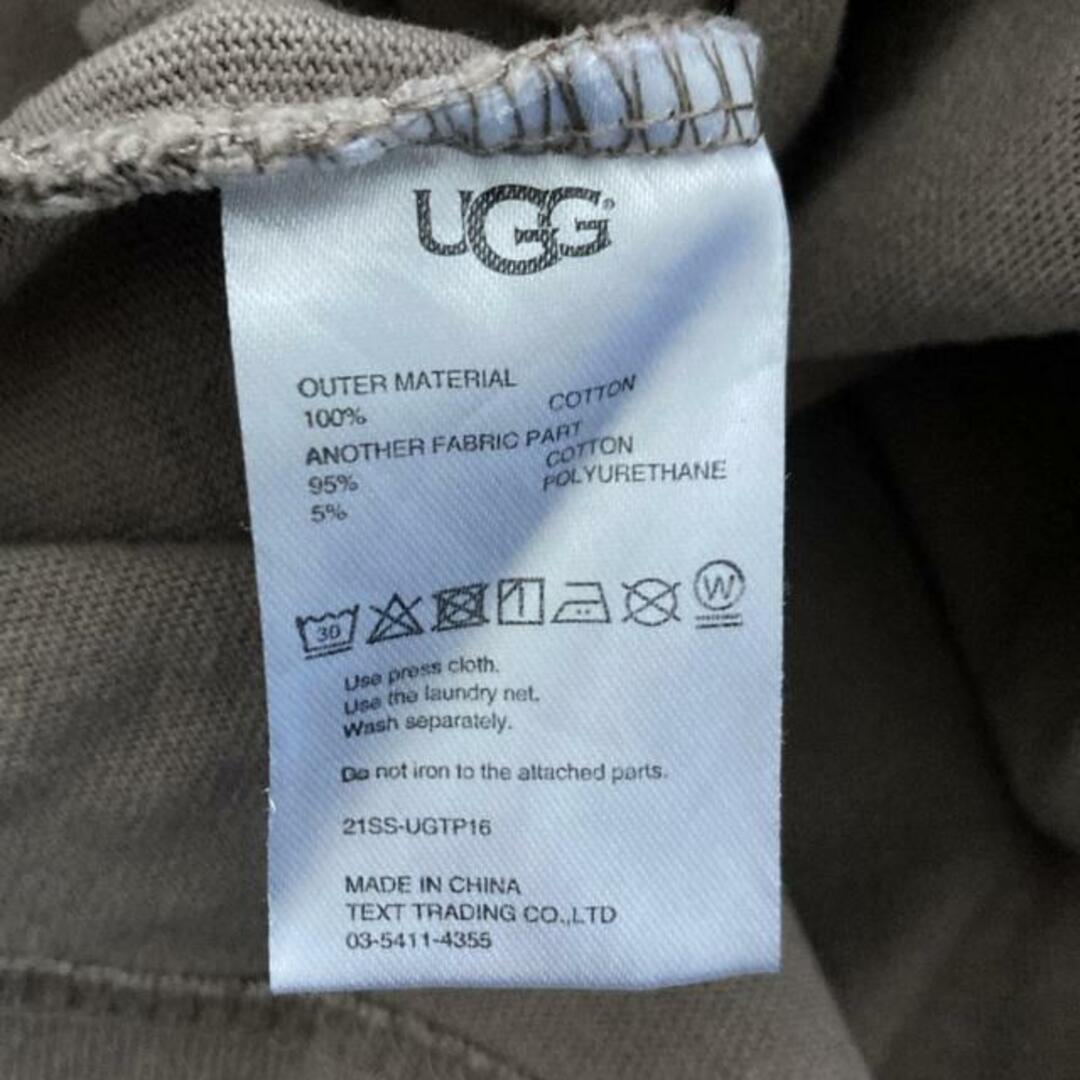 UGG®
OUTER MATERIAL
100% COTTON
ANOTHER FABRIC PART
95% COTTON
5% POLYURETHANE
30 W
Use press cloth.
Use the laundry net.
Wash separately.
Do not iron to the attached parts.
21SS-UGTP16
MADE IN CHINA
TEXT TRADING CO.,LTD
03-5411-4355